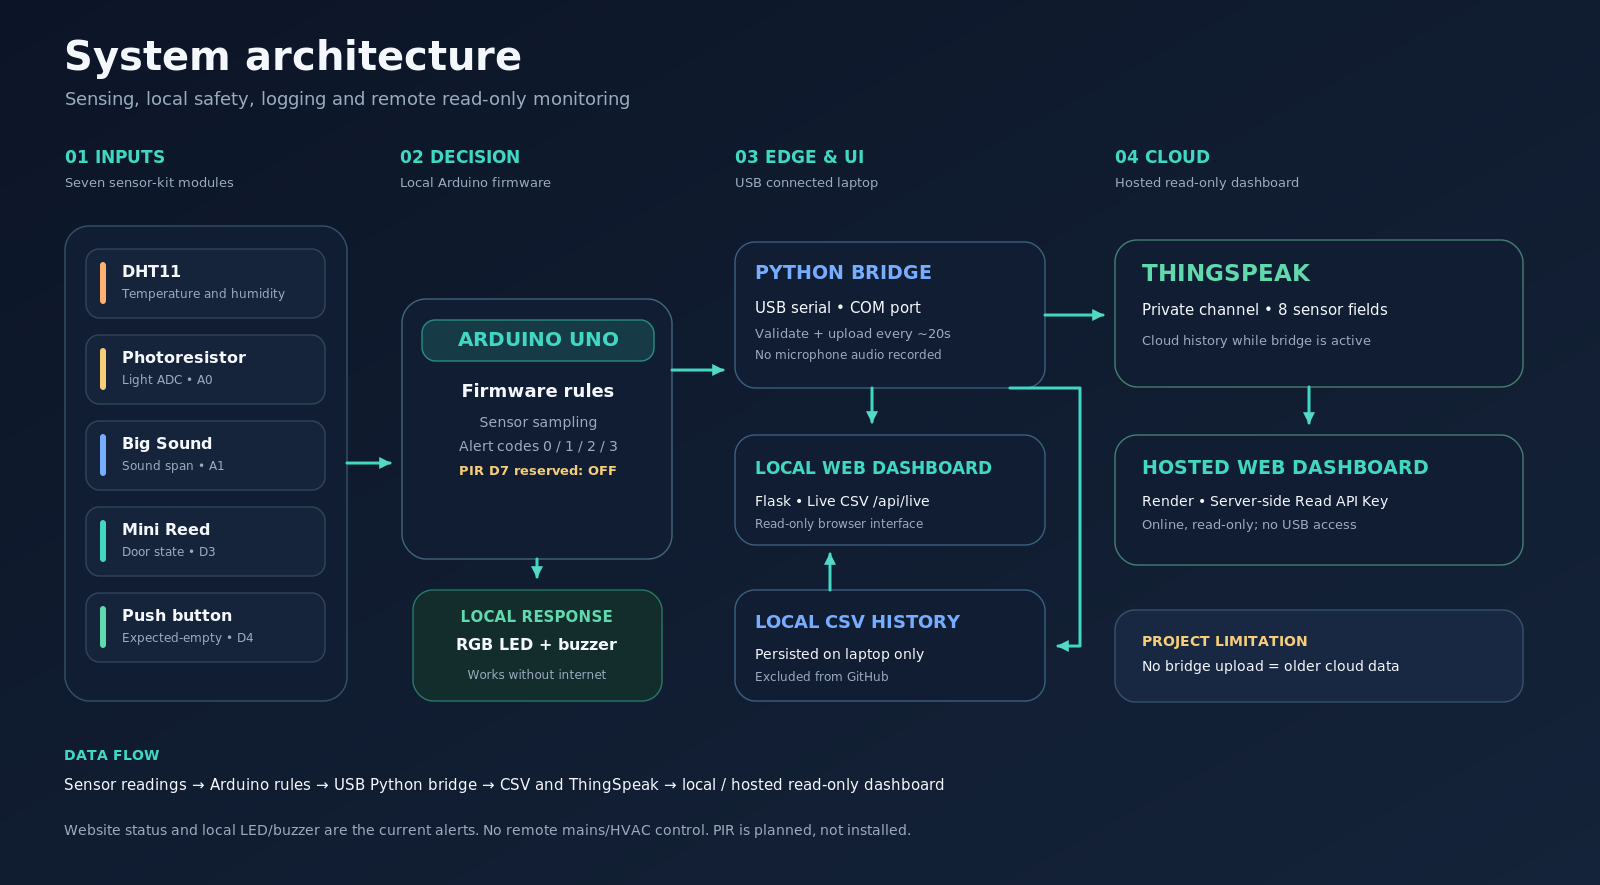 System architecture
Sensing, local safety, logging and remote read-only monitoring
01 INPUTS
Seven sensor-kit modules
DHT11
Temperature and humidity
Photoresistor
Light ADC • A0
Big Sound
Sound span • A1
Mini Reed
Door state • D3
Push button
Expected-empty • D4
02 DECISION
Local Arduino firmware
ARDUINO UNO
Firmware rules
Sensor sampling
Alert codes 0 / 1 / 2 / 3
PIR D7 reserved: OFF
LOCAL RESPONSE
RGB LED + buzzer
Works without internet
03 EDGE & UI
USB connected laptop
PYTHON BRIDGE
USB serial • COM port
Validate + upload every ~20s
No microphone audio recorded
LOCAL WEB DASHBOARD
Flask • Live CSV /api/live
Read-only browser interface
LOCAL CSV HISTORY
Persisted on laptop only
Excluded from GitHub
04 CLOUD
Hosted read-only dashboard
THINGSPEAK
Private channel • 8 sensor fields
Cloud history while bridge is active
HOSTED WEB DASHBOARD
Render • Server-side Read API Key
Online, read-only; no USB access
PROJECT LIMITATION
No bridge upload = older cloud data
DATA FLOW
Sensor readings → Arduino rules → USB Python bridge → CSV and ThingSpeak → local / hosted read-only dashboard
Website status and local LED/buzzer are the current alerts. No remote mains/HVAC control. PIR is planned, not installed.